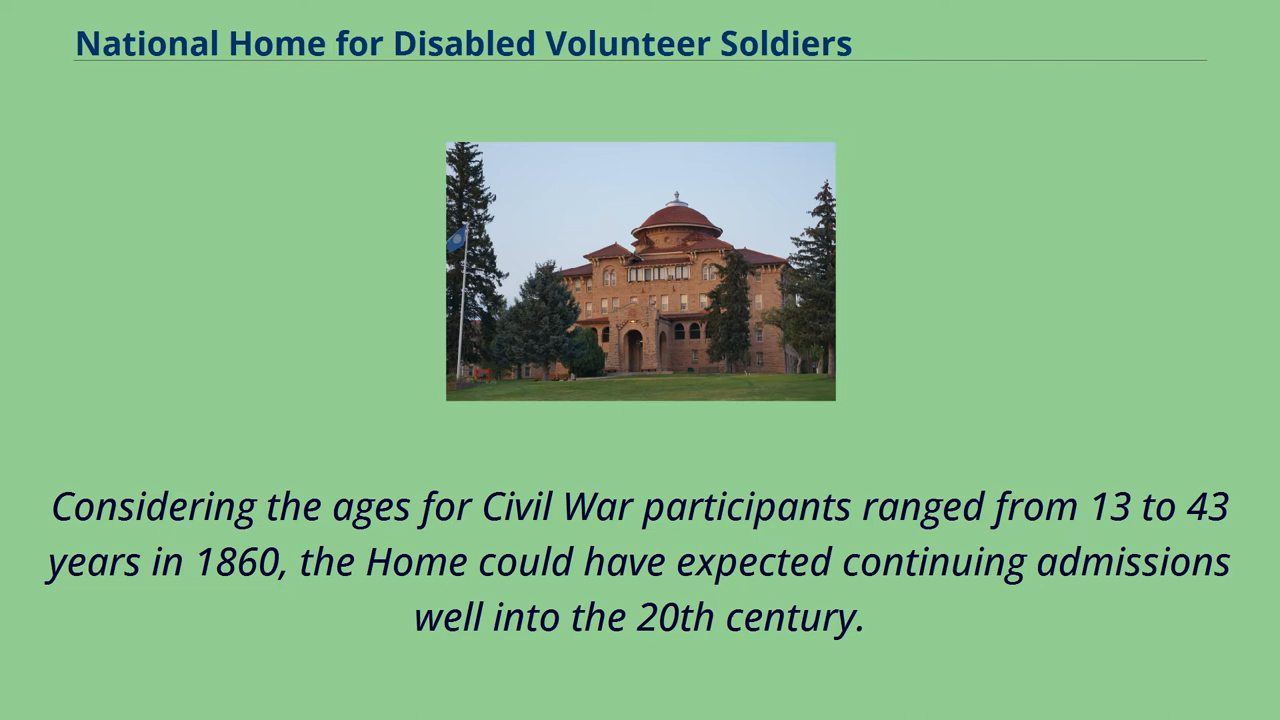 National Home for Disabled Volunteer Soldiers
Considering the ages for Civil War participants ranged from 13 to 43
years in 1860, the Home could have expected continuing admissions
well into the 20th century.